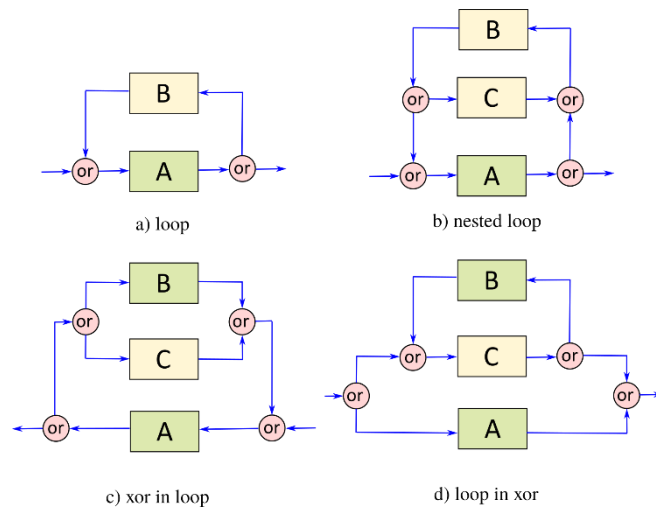 B
or
A
or
a) loop
B
or
C
or
or
A
or
b) nested loop
B
or
or
C
or
A
or
c) xor in loop
B
or
C
or
or
or
A
d) loop in xor